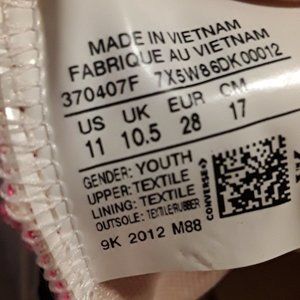 MADE IN VIETNAM
FABRIQUE AU VIETNAM
370407F 7X5W86DK00012
US UK EUR CM
11 10.5 28 17
GENDER: YOUTH
UPPER: TEXTILE
LINING: TEXTILE
OUTSOLE: TEXTILE/RUBBER
CONVERSE
9K 2012 M88